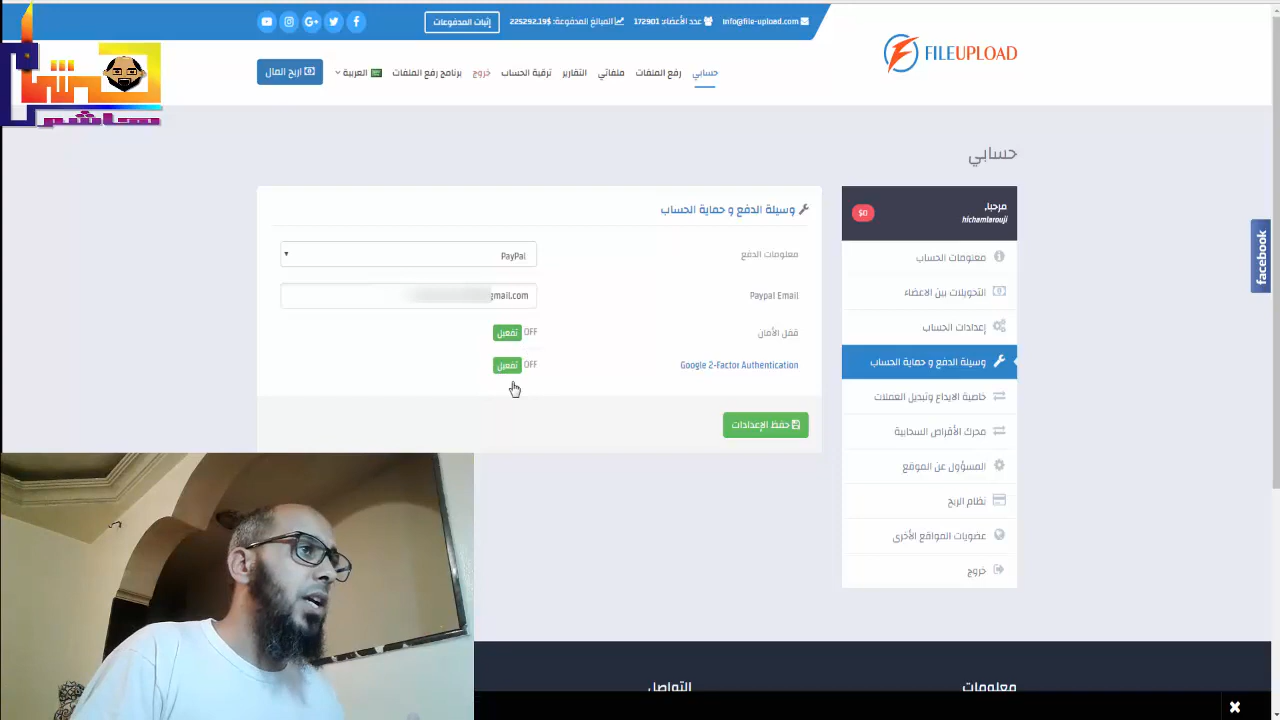 info@file-upload.com
عدد الأعضاء: 172901
المبالغ المدفوعة: $225292.19
إثبات المدفوعات
FILEUPLOAD
حسابي
رفع الملفات
ملفاتي
التقارير
ترقية الحساب
خروج
برنامج رفع الملفات
العربية
اربح المال
مباشر
حسابي
مرحبا,
hichamlarouji
$0
معلومات الحساب
التحويلات بين الاعضاء
إعدادات الحساب
وسيلة الدفع و حماية الحساب
خاصية الايداع وتبديل العملات
محرك الأقراص السحابية
المسؤول عن الموقع
نظام الربح
عضويات المواقع الأخرى
خروج
وسيلة الدفع و حماية الحساب
معلومات الدفع
PayPal
Paypal Email
gmail.com
قفل الأمان
OFF تفعيل
Google 2-Factor Authentication
OFF تفعيل
حفظ الإعدادات
facebook
معلومات
التواصل